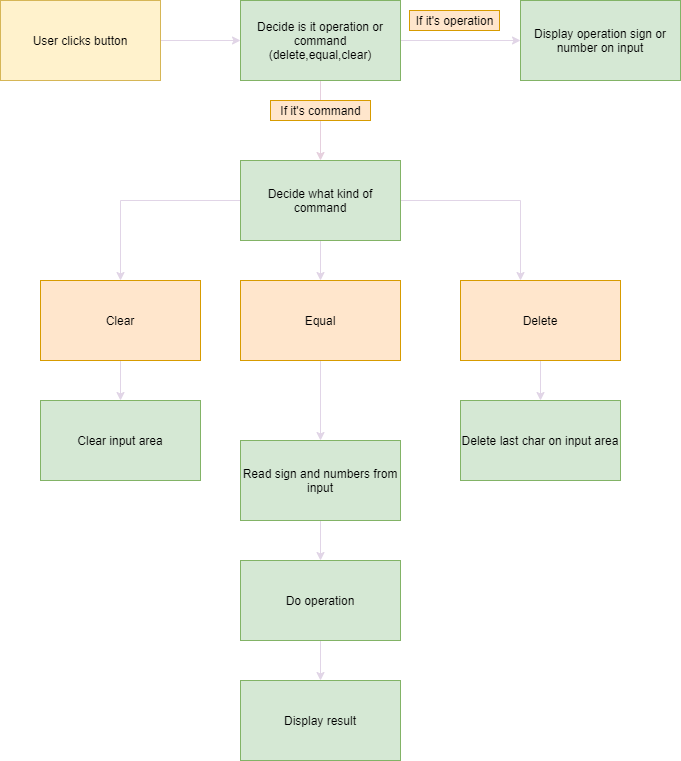 User clicks button
Decide is it operation or
command
(delete,equal,clear)
If it's operation
Display operation sign or
number on input
If it's command
Decide what kind of
command
Clear
Equal
Delete
Clear input area
Delete last char on input area
Read sign and numbers from
input
Do operation
Display result